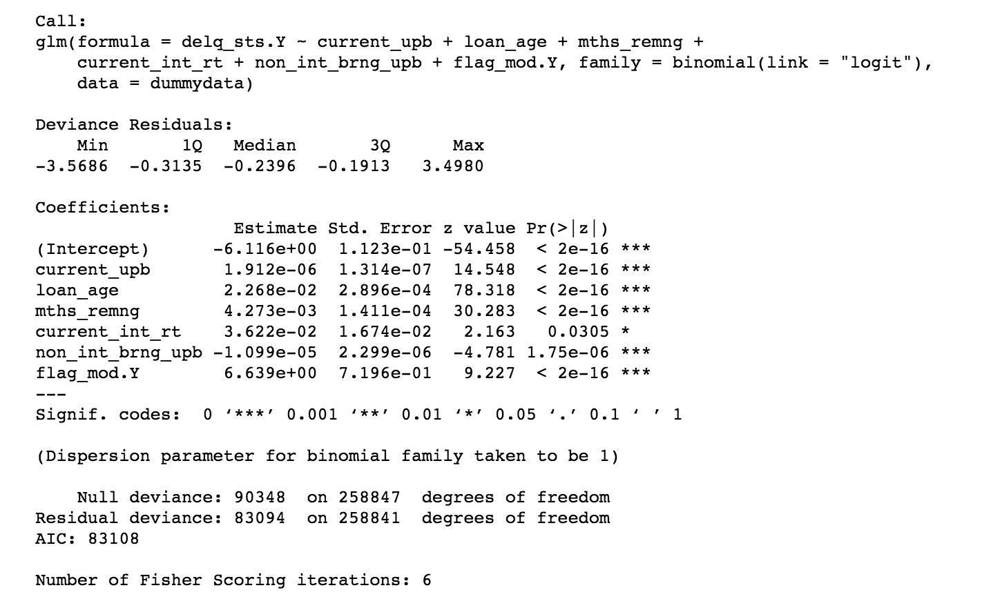 Call:
glm(formula = delq_sts.Y ~ current_upb + loan_age + mths_remng +
    current_int_rt + non_int_brng_upb + flag_mod.Y, family = binomial(link = "logit"),
    data = dummydata)

Deviance Residuals:
    Min       1Q   Median       3Q      Max
-3.5686  -0.3135  -0.2396  -0.1913   3.4980

Coefficients:
                   Estimate Std. Error z value Pr(>|z|)
(Intercept)      -6.116e+00  1.123e-01 -54.458  < 2e-16 ***
current_upb       1.912e-06  1.314e-07  14.548  < 2e-16 ***
loan_age          2.268e-02  2.896e-04  78.318  < 2e-16 ***
mths_remng        4.273e-03  1.411e-04  30.283  < 2e-16 ***
current_int_rt    3.622e-02  1.674e-02   2.163   0.0305 *
non_int_brng_upb -1.099e-05  2.299e-06  -4.781 1.75e-06 ***
flag_mod.Y        6.639e+00  7.196e-01   9.227  < 2e-16 ***
---
Signif. codes:  0 ‘***’ 0.001 ‘**’ 0.01 ‘*’ 0.05 ‘.’ 0.1 ‘ ’ 1

(Dispersion parameter for binomial family taken to be 1)

    Null deviance: 90348  on 258847  degrees of freedom
Residual deviance: 83094  on 258841  degrees of freedom
AIC: 83108

Number of Fisher Scoring iterations: 6